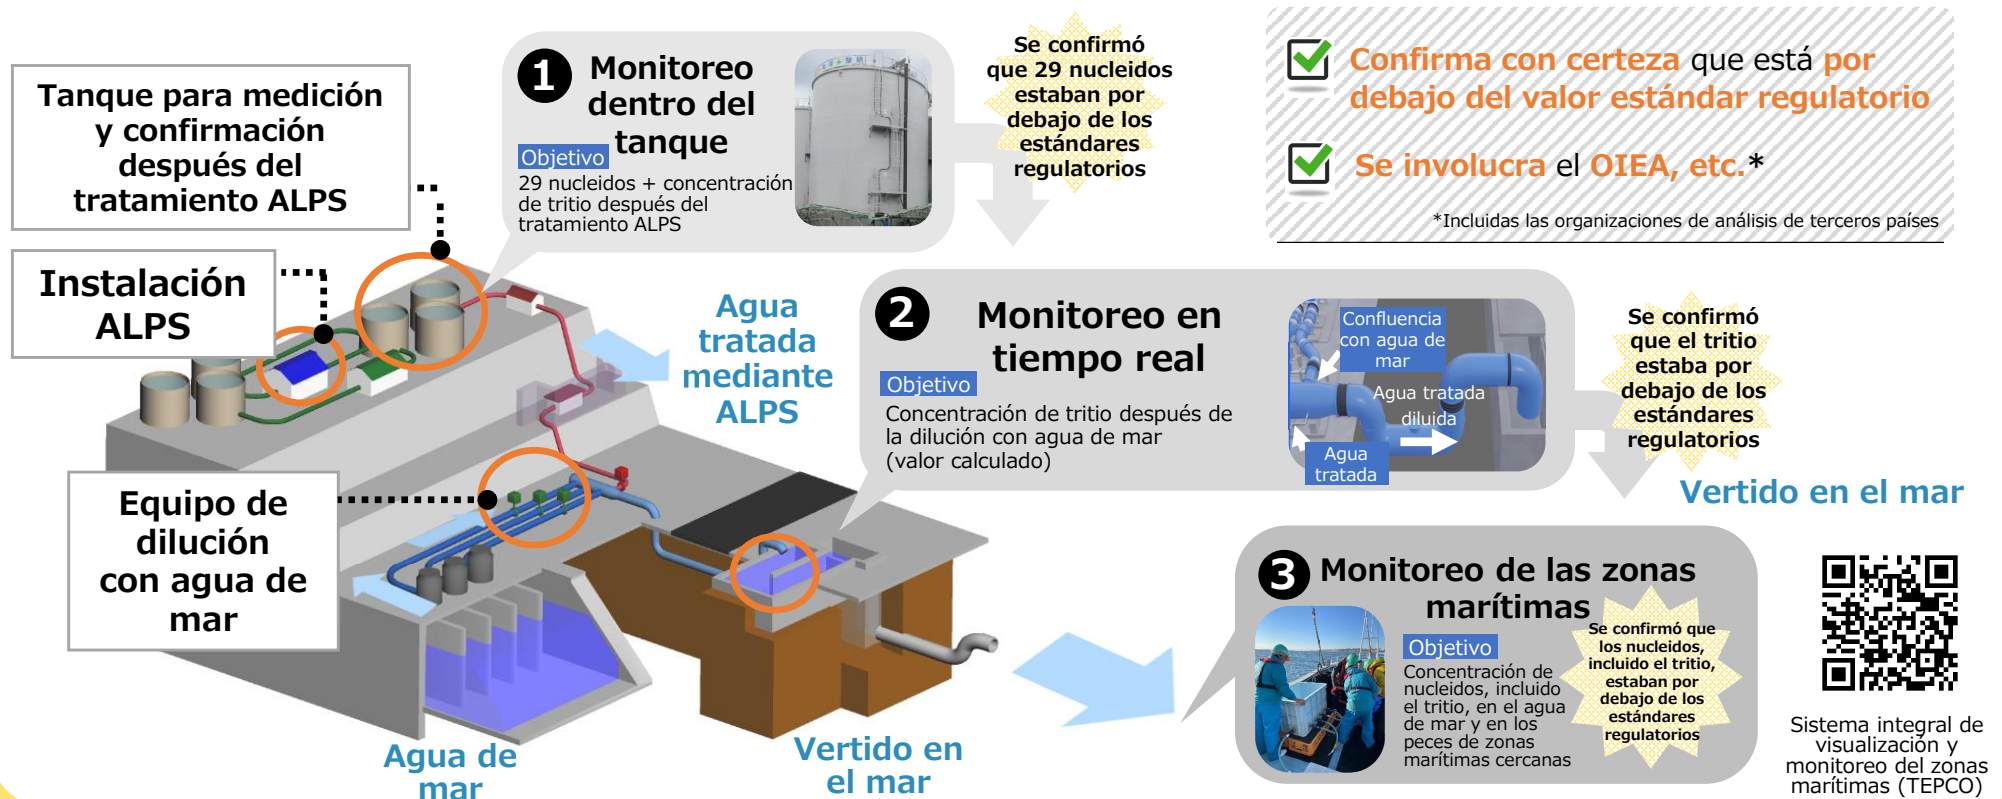 Tanque para medición
y confirmación
después del
tratamiento ALPS
Instalación
ALPS
Equipo de
dilución
con agua de
mar
1
Monitoreo
dentro del
tanque
Objetivo
29 nucleidos + concentración
de tritio después del
tratamiento ALPS
Se confirmó
que 29 nucleidos
estaban por
debajo de los
estándares
regulatorios
Confirma con certeza que está por
debajo del valor estándar regulatorio
Se involucra el OIEA, etc.*
*Incluidas las organizaciones de análisis de terceros países
Agua
tratada
mediante
ALPS
2
Monitoreo en
tiempo real
Objetivo
Concentración de tritio después de
la dilución con agua de mar
(valor calculado)
Confluencia
con agua de
mar
Agua tratada
diluida
Agua
tratada
Se confirmó
que el tritio
estaba por
debajo de los
estándares
regulatorios
Vertido en el mar
3
Monitoreo de las zonas
marítimas
Objetivo
Concentración de
nucleidos, incluido
el tritio, en el agua
de mar y en los
peces de zonas
marítimas cercanas
Se confirmó que
los nucleidos,
incluido el tritio,
estaban por
debajo de los
estándares
regulatorios
Agua de
mar
Vertido en
el mar
Sistema integral de
visualización y
monitoreo del zonas
marítimas (TEPCO)